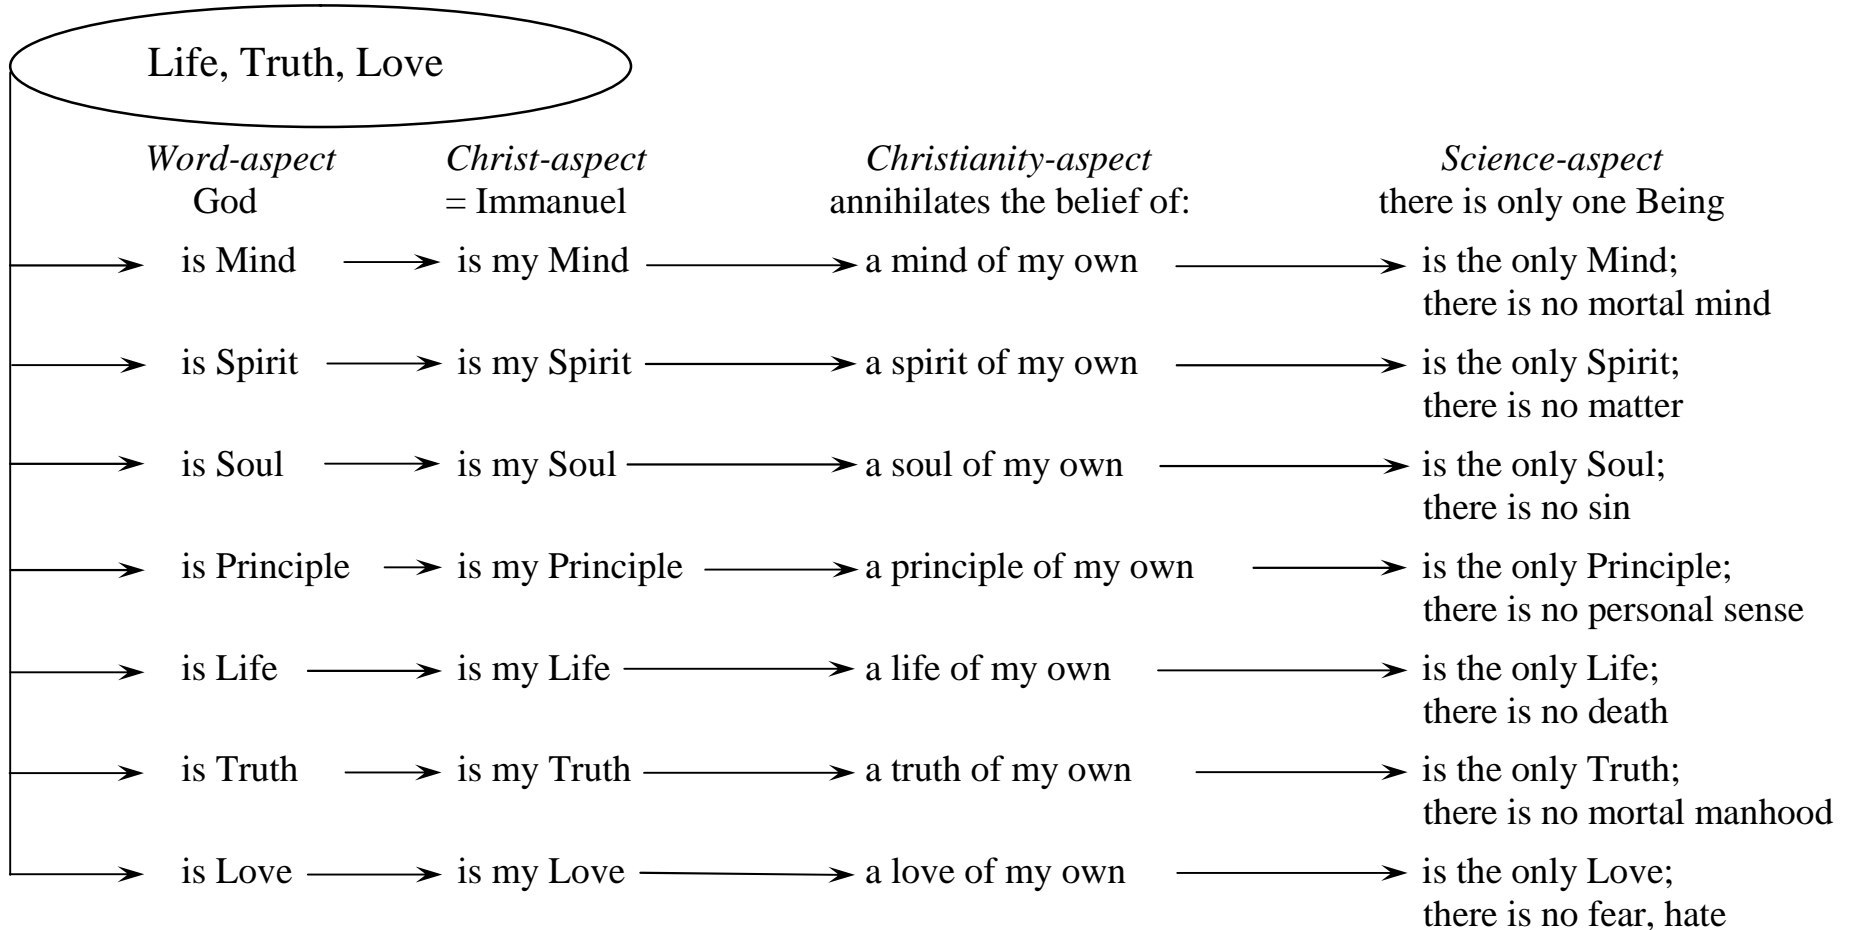 Life, Truth, Love
Word-aspect Christ-aspect Christianity-aspect Science-aspect
God = Immanuel annihilates the belief of: there is only one Being
is Mind is my Mind a mind of my own is the only Mind;
there is no mortal mind
is Spirit is my Spirit a spirit of my own is the only Spirit;
there is no matter
is Soul is my Soul a soul of my own is the only Soul;
there is no sin
is Principle is my Principle a principle of my own is the only Principle;
there is no personal sense
is Life is my Life a life of my own is the only Life;
there is no death
is Truth is my Truth a truth of my own is the only Truth;
there is no mortal manhood
is Love is my Love a love of my own is the only Love;
there is no fear, hate